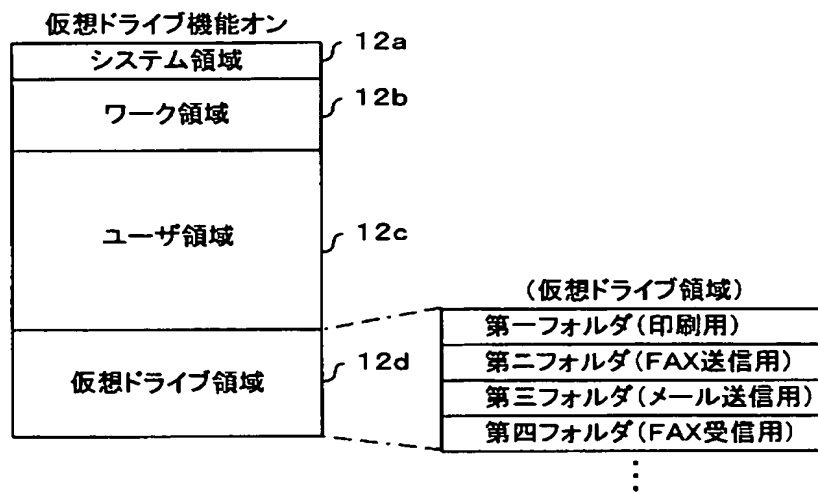 仮想ドライブ機能オン
システム領域
12a
ワーク領域
12b
ユーザ領域
12c
仮想ドライブ領域
12d
(仮想ドライブ領域)
第一フォルダ(印刷用)
第二フォルダ(FAX送信用)
第三フォルダ(メール送信用)
第四フォルダ(FAX受信用)
⋮